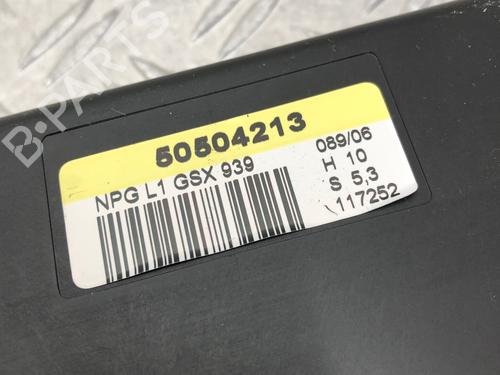 50504213
NPG L1 GSX 939
089/06
H 10
S 5,3
117252
B-PARTS